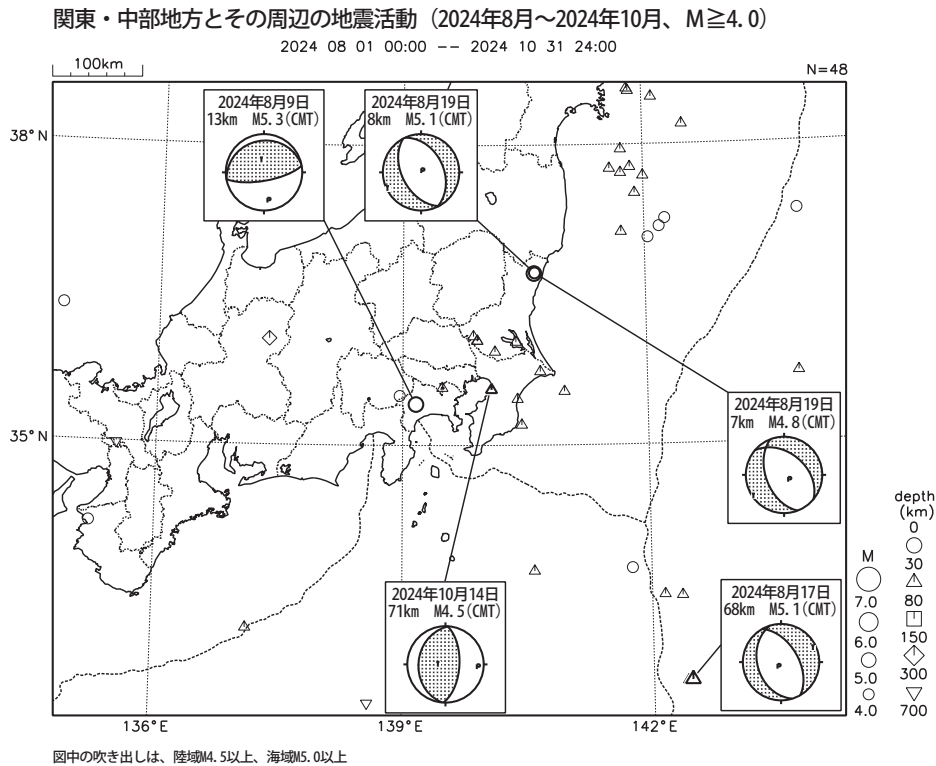 関東・中部地方とその周辺の地震活動（2024年8月～2024年10月、M≧4.0）
2024 08 01 00:00 -- 2024 10 31 24:00
100km
N=48
2024年8月9日
13km M5.3(CMT)
2024年8月19日
8km M5.1(CMT)
38°N
35°N
2024年8月19日
7km M4.8(CMT)
2024年10月14日
71km M4.5(CMT)
2024年8月17日
68km M5.1(CMT)
depth
(km)
0
30
80
150
300
700
M
7.0
6.0
5.0
4.0
136°E
139°E
142°E
図中の吹き出しは、陸域M4.5以上、海域M5.0以上